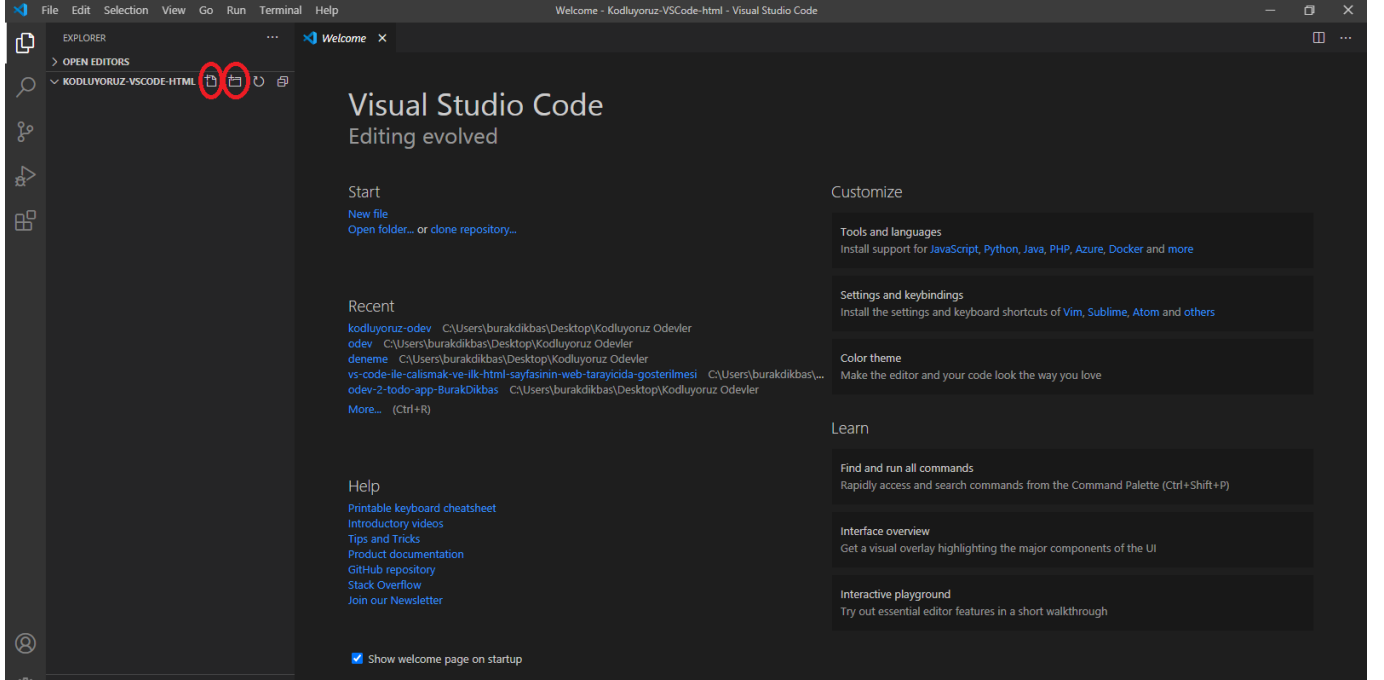 File Edit Selection View Go Run Terminal Help
Welcome - Kodluyoruz-VSCode-html - Visual Studio Code
EXPLORER
Welcome
OPEN EDITORS
KODLUYORUZ-VSCODE-HTML
Visual Studio Code
Editing evolved
Start
New file
Open folder... or clone repository...
Recent
kodluyoruz-odev C:\Users\burakdikbas\Desktop\Kodluyoruz Odevler
odev C:\Users\burakdikbas\Desktop\Kodluyoruz Odevler
deneme C:\Users\burakdikbas\Desktop\Kodluyoruz Odevler
vs-code-ile-calismak-ve-ilk-html-sayfasinin-web-tarayicida-gosterilmesi C:\Users\burakdikbas\...
odev-2-todo-app-BurakDikbas C:\Users\burakdikbas\Desktop\Kodluyoruz Odevler
More... (Ctrl+R)
Help
Printable keyboard cheatsheet
Introductory videos
Tips and Tricks
Product documentation
GitHub repository
Stack Overflow
Join our Newsletter
Show welcome page on startup
Customize
Tools and languages
Install support for JavaScript, Python, Java, PHP, Azure, Docker and more
Settings and keybindings
Install the settings and keyboard shortcuts of Vim, Sublime, Atom and others
Color theme
Make the editor and your code look the way you love
Learn
Find and run all commands
Rapidly access and search commands from the Command Palette (Ctrl+Shift+P)
Interface overview
Get a visual overlay highlighting the major components of the UI
Interactive playground
Try out essential editor features in a short walkthrough